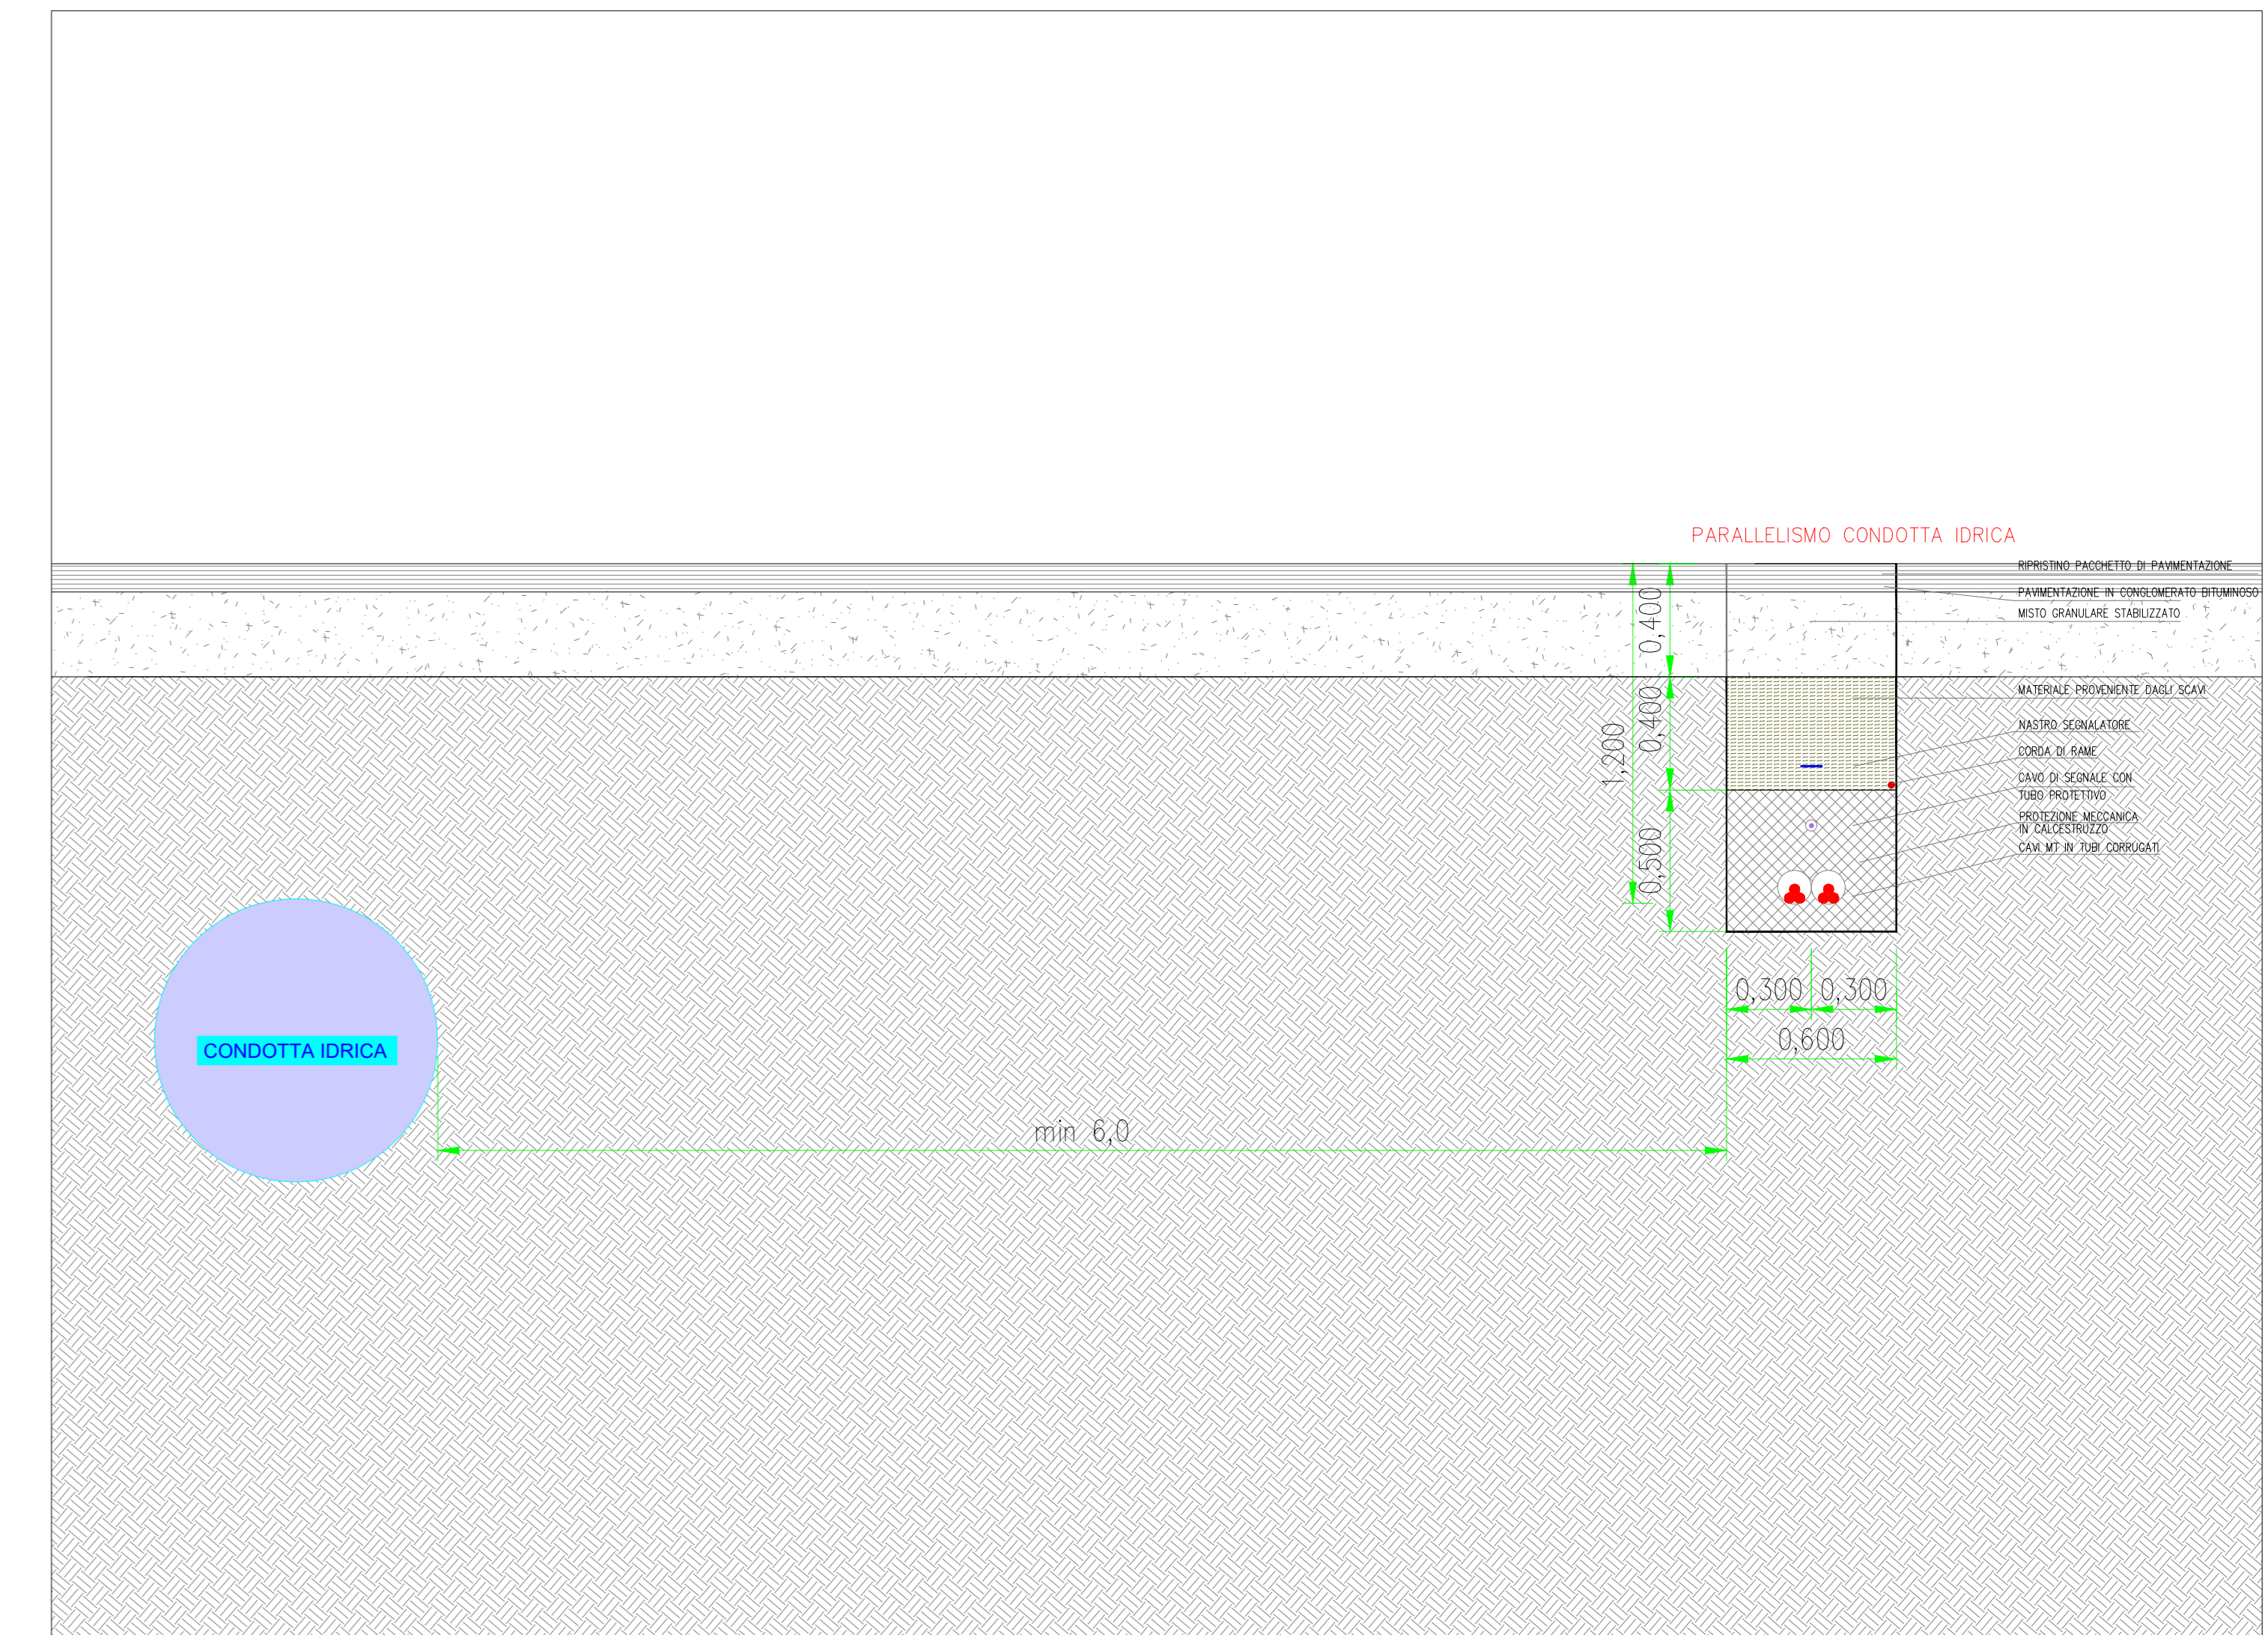 PARALLELISMO CONDOTTA IDRICA
RIPRISTINO PACCHETTO DI PAVIMENTAZIONE
PAVIMENTAZIONE IN CONGLOMERATO BITUMINOSO
MISTO GRANULARE STABILIZZATO
MATERIALE PROVENIENTE DAGLI SCAVI
NASTRO SEGNALATORE
CORDA DI RAME
CAVO DI SEGNALE CON
TUBO PROTETTIVO
PROTEZIONE MECCANICA
IN CALCESTRUZZO
CAVI MT IN TUBI CORRUGATI
0,400
0,400
1,200
0,500
0,300
0,300
0,600
CONDOTTA IDRICA
min 6,0